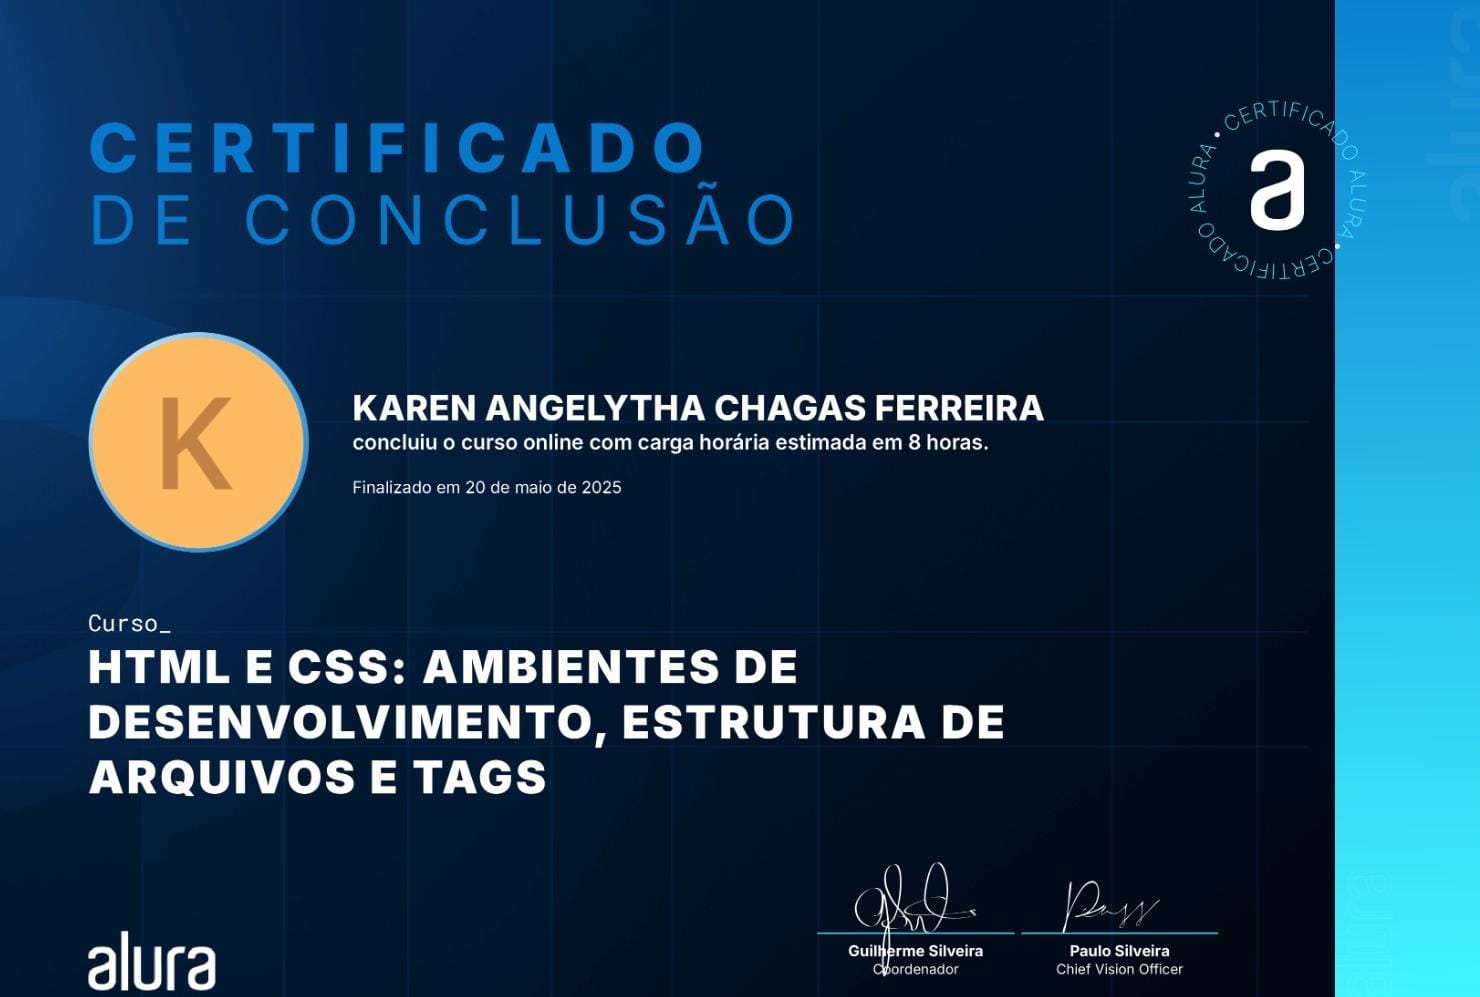 CERTIFICADO
DE CONCLUSÃO
• CERTIFICADO ALURA • CERTIFICADO ALURA
a
K
KAREN ANGELYTHA CHAGAS FERREIRA
concluiu o curso online com carga horária estimada em 8 horas.
Finalizado em 20 de maio de 2025
Curso_
HTML E CSS: AMBIENTES DE
DESENVOLVIMENTO, ESTRUTURA DE
ARQUIVOS E TAGS
Guilherme Silveira
Coordenador
Paulo Silveira
Chief Vision Officer
alura
alura
alura